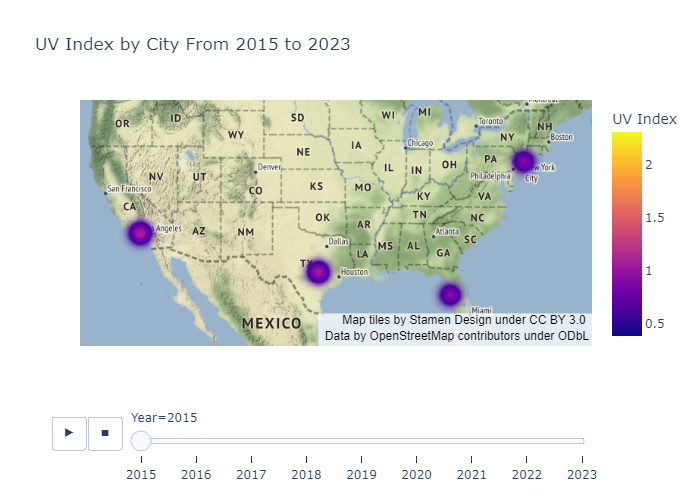 UV Index by City From 2015 to 2023
UV Index
2
1.5
1
0.5
OR
ID
SD
WI
MI
Toronto
NH
WY
NY
Boston
IA
Chicago
NE
PA
York
NV
UT
Denver
IL
IN
OH
Philadelphia
City
San Francisco
CO
KS
MO
KY
VA
CA
TN
NC
Angeles
AZ
NM
OK
AR
Atlanta
SC
Dallas
MS
AL
GA
LA
TX
Houston
Miami
MEXICO
Map tiles by Stamen Design under CC BY 3.0
Data by OpenStreetMap contributors under ODbL
Year=2015
2015 2016 2017 2018 2019 2020 2021 2022 2023